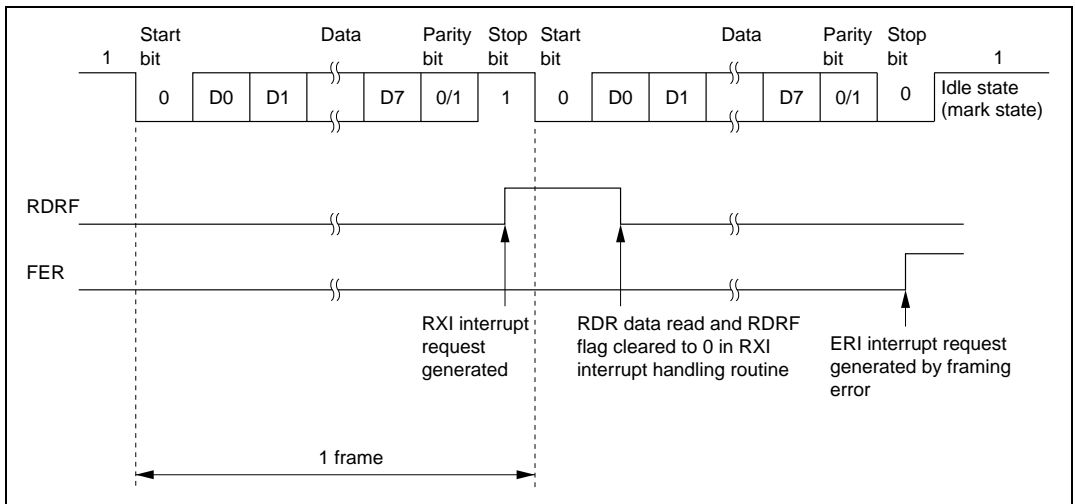 Start Data Parity Stop Start Data Parity Stop
1 bit bit bit bit bit bit 1
0 D0 D1 D7 0/1 1 0 D0 D1 D7 0/1 0 Idle state
(mark state)
RDRF
FER
RXI interrupt
request
generated
RDR data read and RDRF
flag cleared to 0 in RXI
interrupt handling routine
ERI interrupt request
generated by framing
error
1 frame